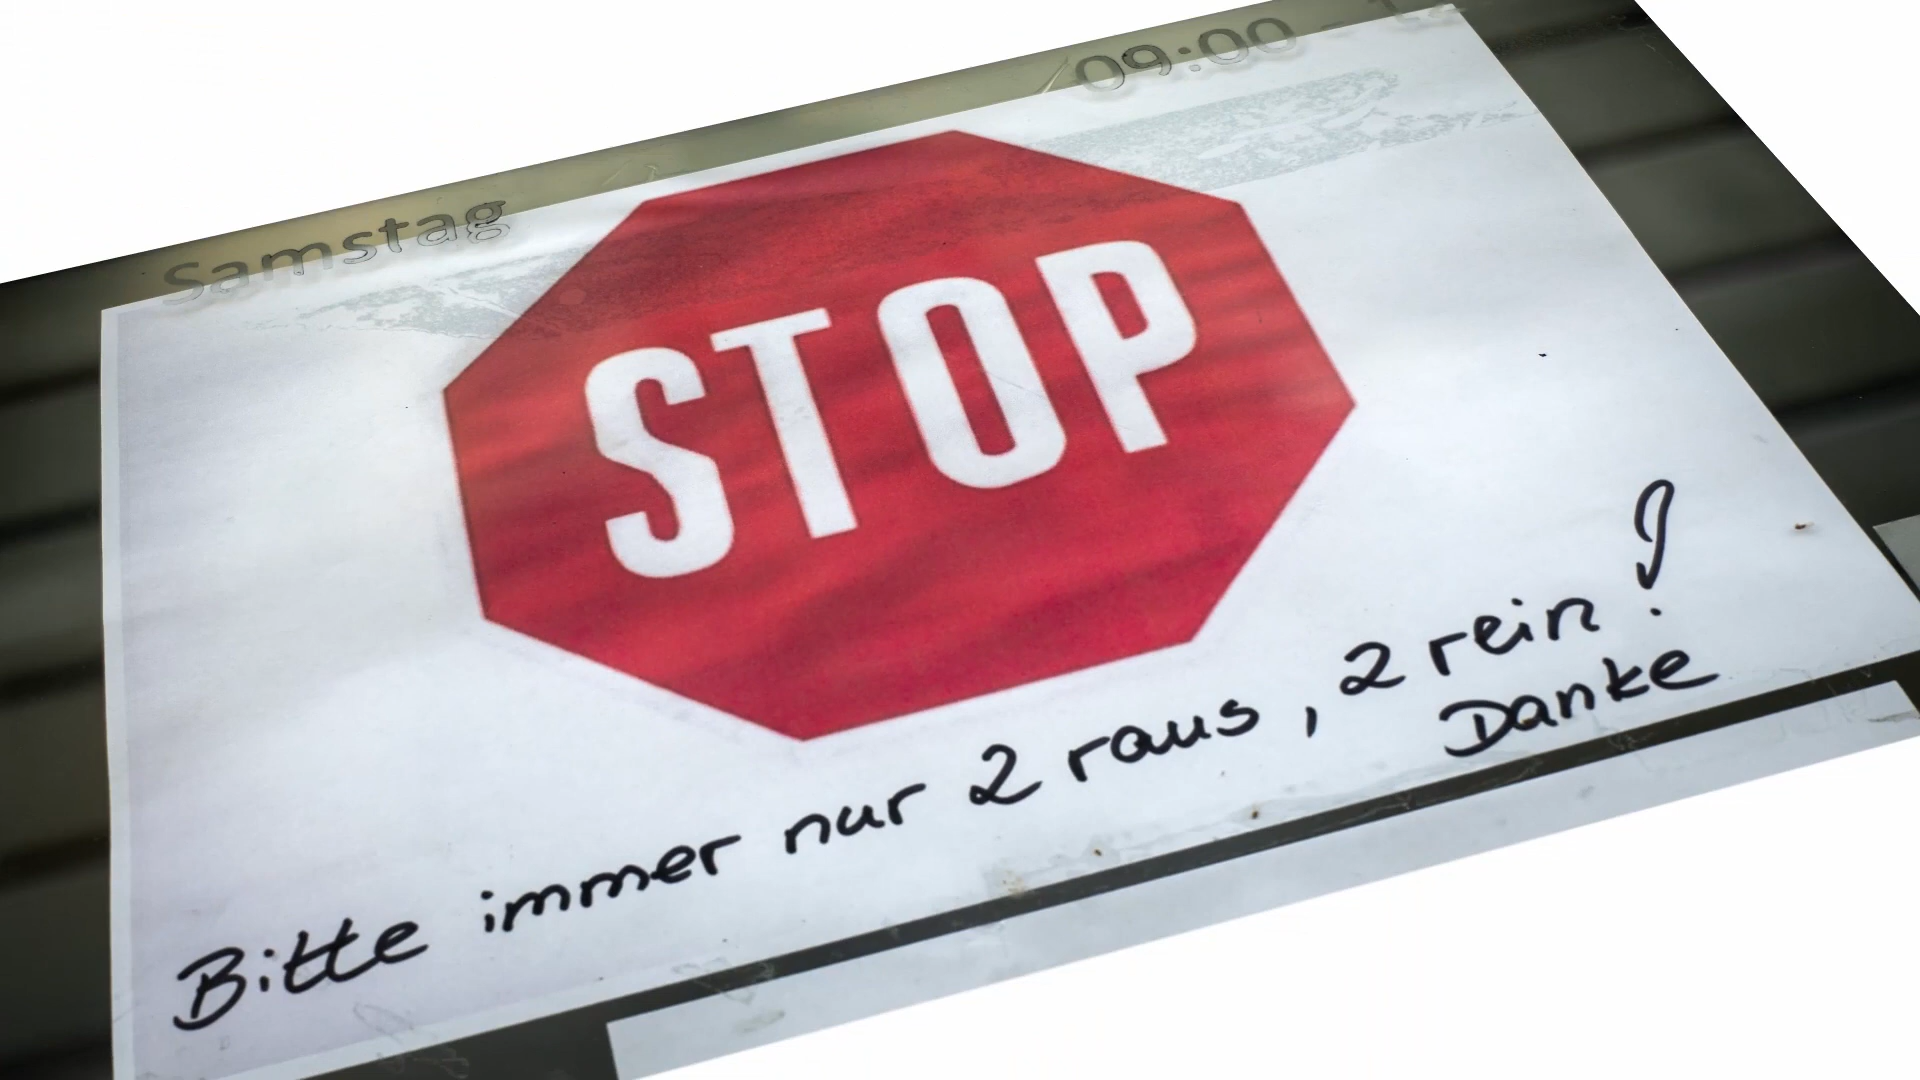 Samstag 09:00 -
STOP
Bitte immer nur 2 raus, 2 rein!
Danke